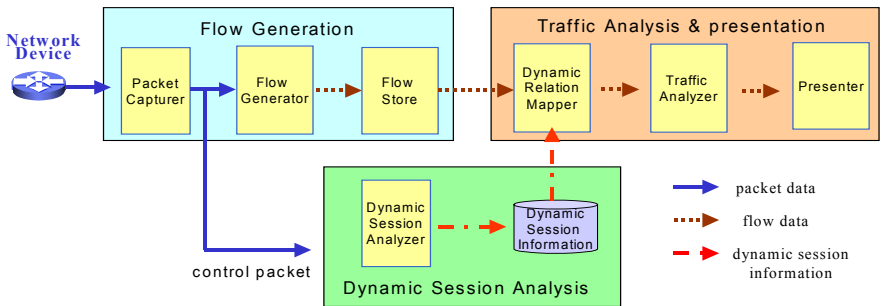 Flow Generation
Traffic Analysis & presentation
Network
Device
Packet
Capturer
Flow
Generator
Flow
Store
Dynamic
Relation
Mapper
Traffic
Analyzer
Presenter
Dynamic
Session
Analyzer
Dynamic
Session
Information
control packet
Dynamic Session Analysis
packet data
flow data
dynamic session
information